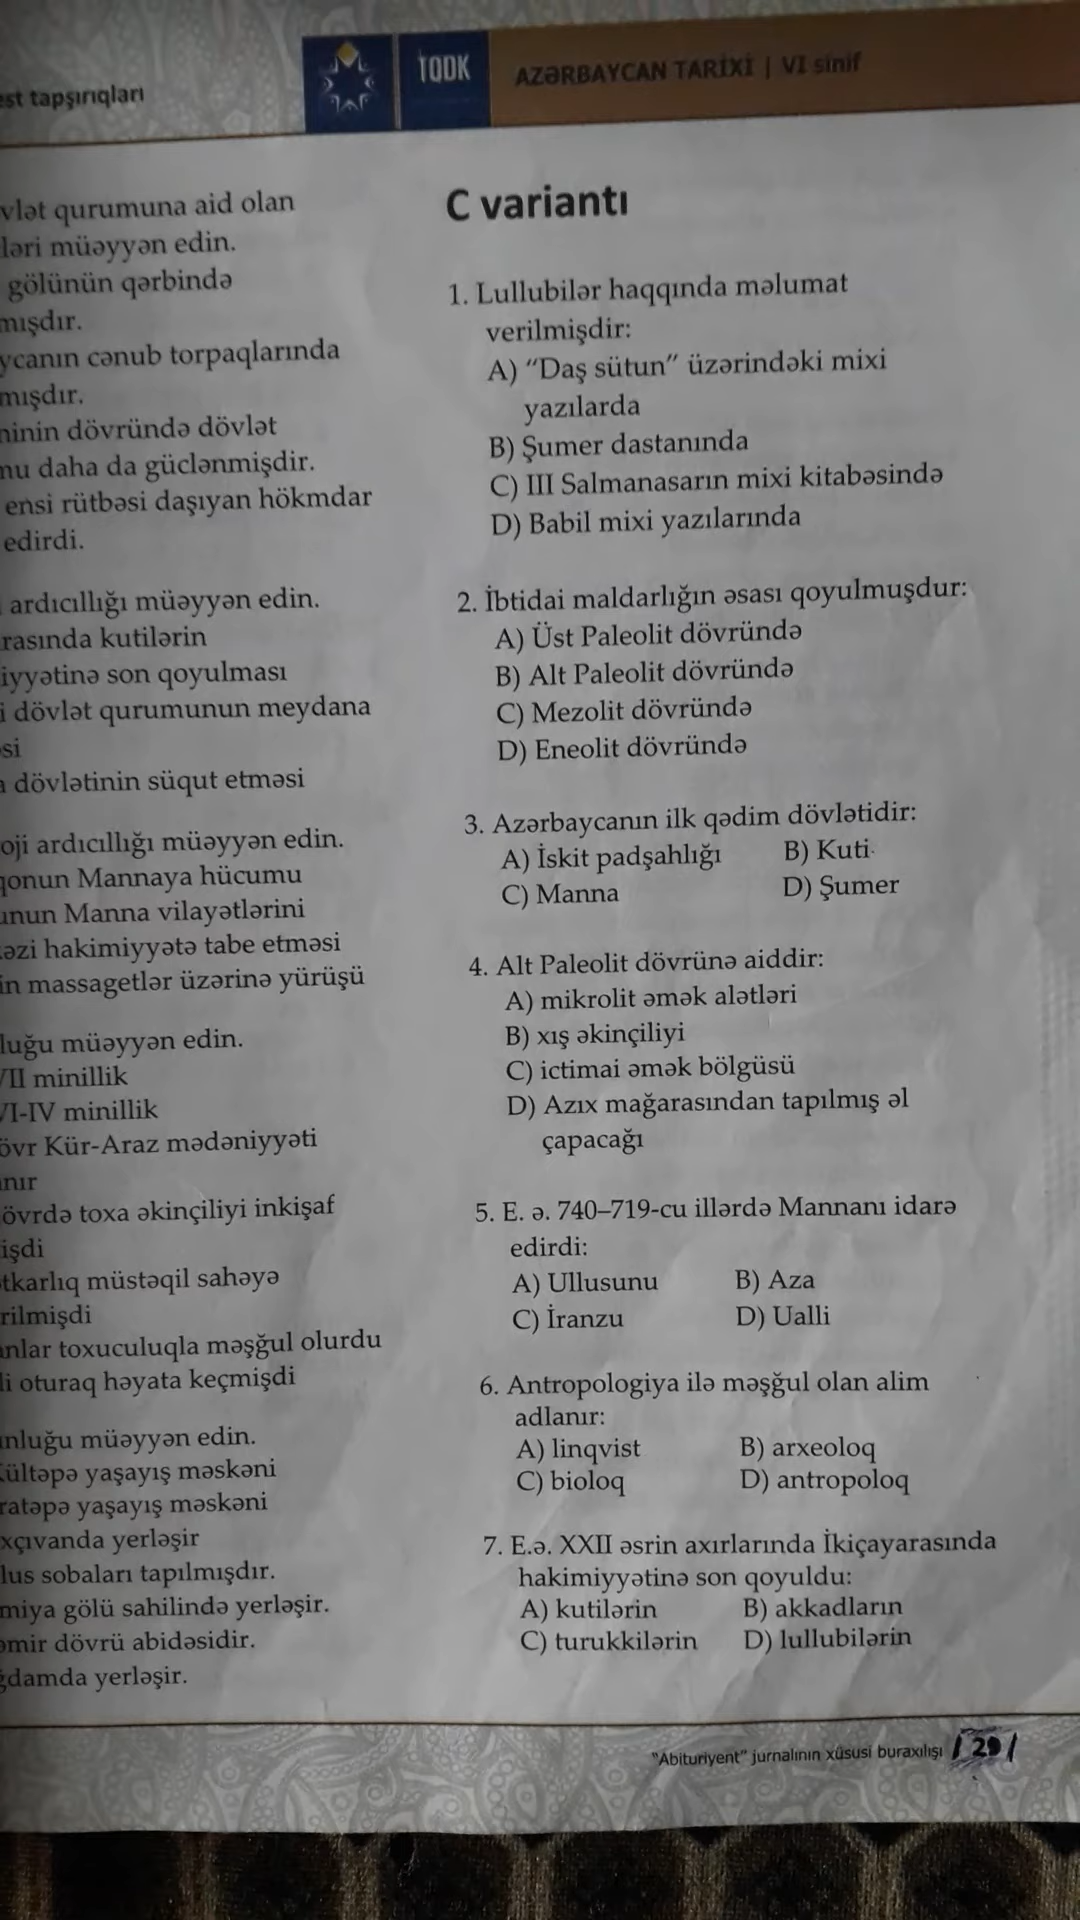 est tapşırıqları
TQDK
AZƏRBAYCAN TARİXİ | VI sinif
vlət qurumuna aid olan
ləri müəyyən edin.
gölünün qərbində
mışdır.
ycanın cənub torpaqlarında
mışdır.
ninin dövründə dövlət
mu daha da güclənmişdir.
ensi rütbəsi daşıyan hökmdar
edirdi.
ardıcıllığı müəyyən edin.
rasında kutilərin
iyyətinə son qoyulması
i dövlət qurumunun meydana
si
a dövlətinin süqut etməsi
oji ardıcıllığı müəyyən edin.
qonun Mannaya hücumu
unun Manna vilayətlərini
əzi hakimiyyətə tabe etməsi
in massagetlər üzərinə yürüşü
luğu müəyyən edin.
VII minillik
VI-IV minillik
övr Kür-Araz mədəniyyəti
nır
övrdə toxa əkinçiliyi inkişaf
işdi
tkarlıq müstəqil sahəyə
rilmişdi
anlar toxuculuqla məşğul olurdu
li oturaq həyata keçmişdi
nluğu müəyyən edin.
Kültəpə yaşayış məskəni
ratəpə yaşayış məskəni
xçıvanda yerləşir
lus sobaları tapılmışdır.
miya gölü sahilində yerləşir.
əmir dövrü abidəsidir.
ğdamda yerləşir.
C variantı
1. Lullubilər haqqında məlumat
verilmişdir:
A) “Daş sütun” üzərindəki mixi
yazılarda
B) Şumer dastanında
C) III Salmanasarın mixi kitabəsində
D) Babil mixi yazılarında
2. İbtidai maldarlığın əsası qoyulmuşdur:
A) Üst Paleolit dövründə
B) Alt Paleolit dövründə
C) Mezolit dövründə
D) Eneolit dövründə
3. Azərbaycanın ilk qədim dövlətidir:
A) İskit padşahlığı B) Kuti
C) Manna D) Şumer
4. Alt Paleolit dövrünə aiddir:
A) mikrolit əmək alətləri
B) xış əkinçiliyi
C) ictimai əmək bölgüsü
D) Azıx mağarasından tapılmış əl
çapacağı
5. E. ə. 740–719-cu illərdə Mannanı idarə
edirdi:
A) Ullusunu B) Aza
C) İranzu D) Ualli
6. Antropologiya ilə məşğul olan alim
adlanır:
A) linqvist B) arxeoloq
C) bioloq D) antropoloq
7. E.ə. XXII əsrin axırlarında İkiçayarasında
hakimiyyətinə son qoyuldu:
A) kutilərin B) akkadların
C) turukkilərin D) lullubilərin
“Abituriyent” jurnalının xüsusi buraxılışı / 29 /